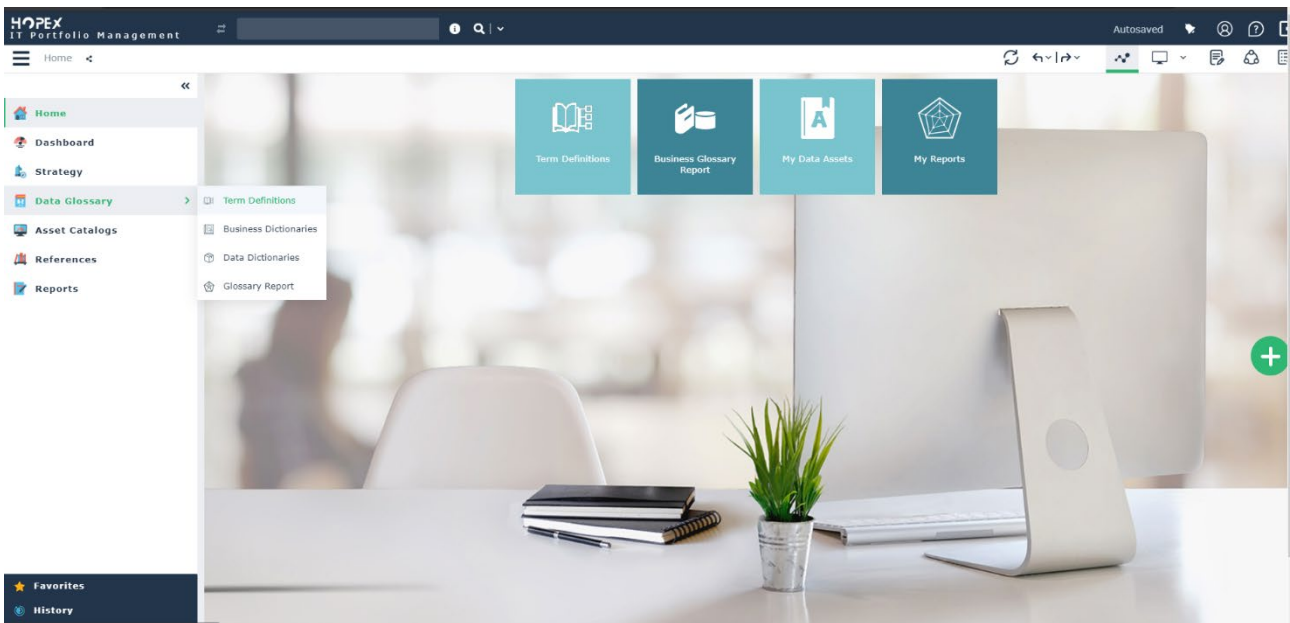 HOPEX
IT Portfolio Management
Autosaved
Home
Home
Dashboard
Strategy
Data Glossary
Asset Catalogs
References
Reports
Term Definitions
Business Dictionaries
Data Dictionaries
Glossary Report
Term Definitions
Business Glossary
Report
My Data Assets
My Reports
Favorites
History